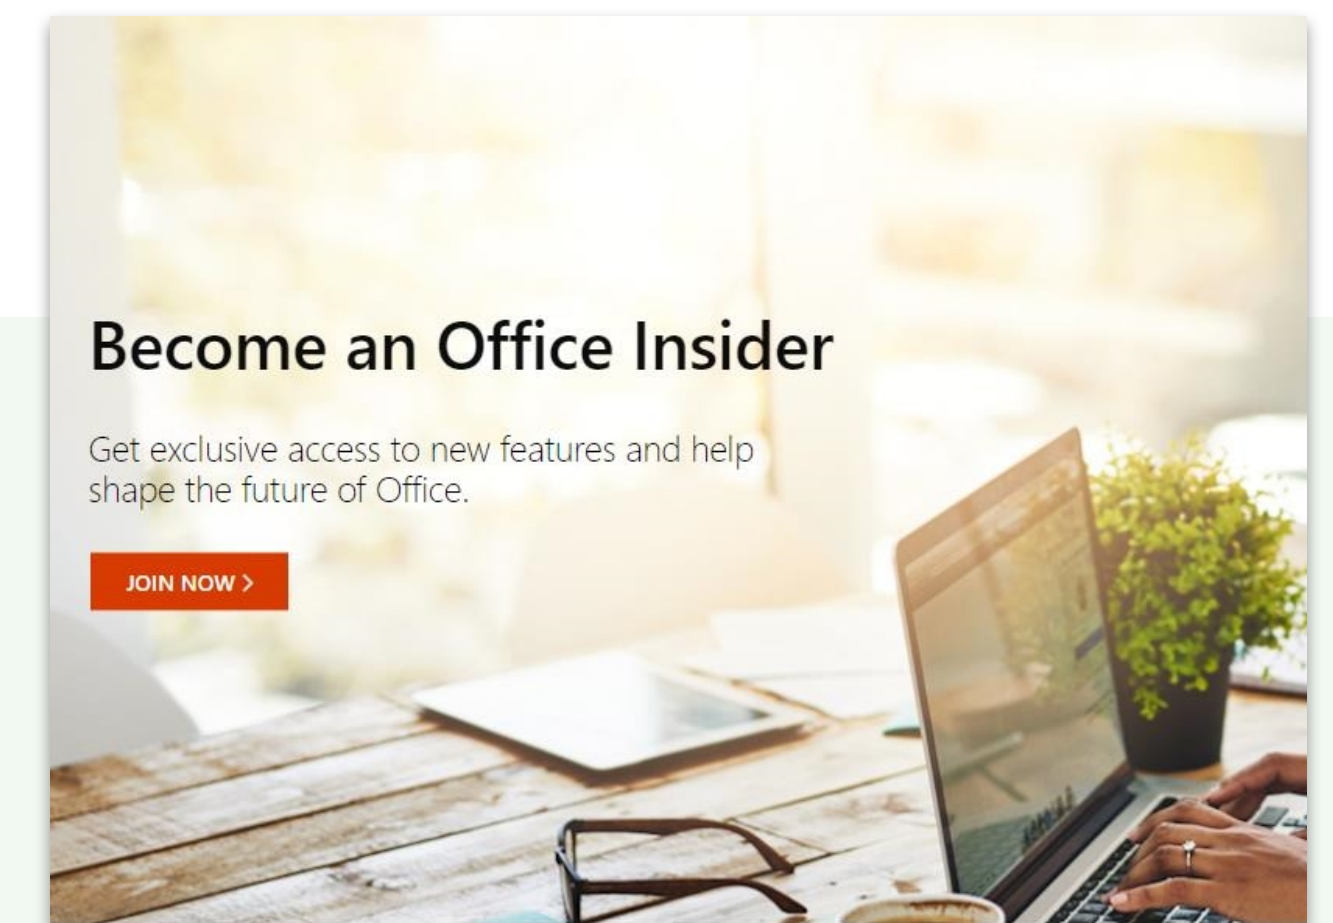 Become an Office Insider
Get exclusive access to new features and help
shape the future of Office.
JOIN NOW >